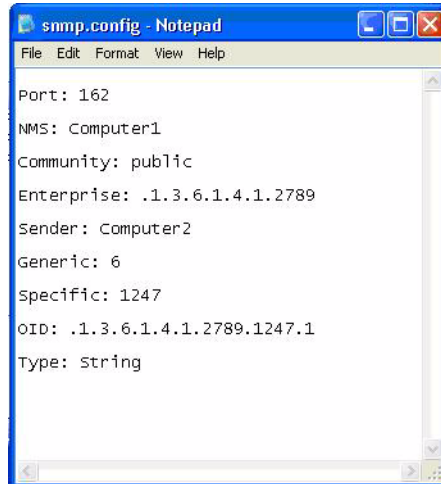 snmp.config - Notepad
File Edit Format View Help
Port: 162
NMS: Computer1
Community: public
Enterprise: .1.3.6.1.4.1.2789
Sender: Computer2
Generic: 6
Specific: 1247
OID: .1.3.6.1.4.1.2789.1247.1
Type: String